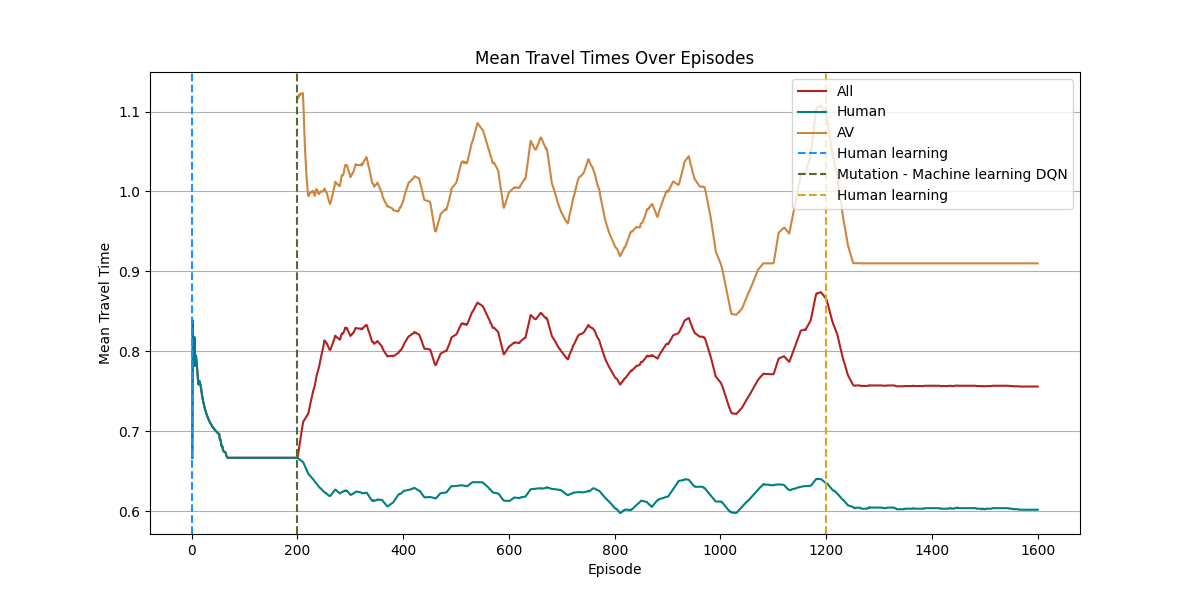 Mean Travel Times Over Episodes
All
Human
AV
Human learning
Mutation - Machine learning DQN
Human learning
Mean Travel Time
1.1
1.0
0.9
0.8
0.7
0.6
0
200
400
600
800
1000
1200
1400
1600
Episode